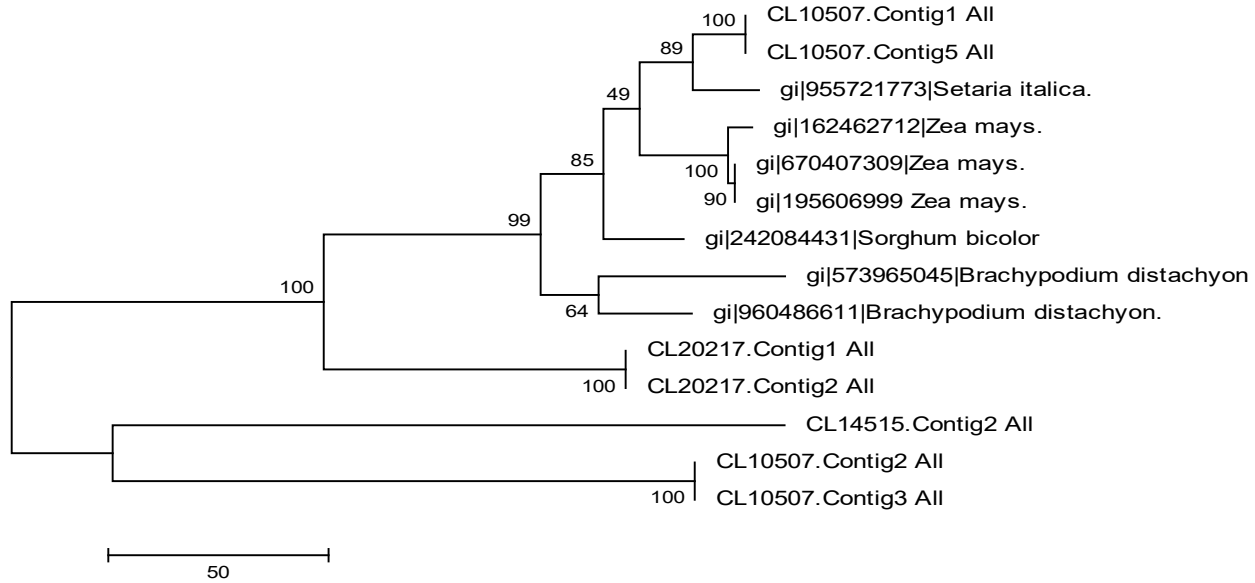 100 CL10507.Contig1 All
CL10507.Contig5 All
89
gi|955721773|Setaria italica.
49
gi|162462712|Zea mays.
85
gi|670407309|Zea mays.
100
90 gi|195606999 Zea mays.
99
gi|242084431|Sorghum bicolor
gi|573965045|Brachypodium distachyon
100
64 gi|960486611|Brachypodium distachyon.
CL20217.Contig1 All
100 CL20217.Contig2 All
CL14515.Contig2 All
CL10507.Contig2 All
100 CL10507.Contig3 All
50